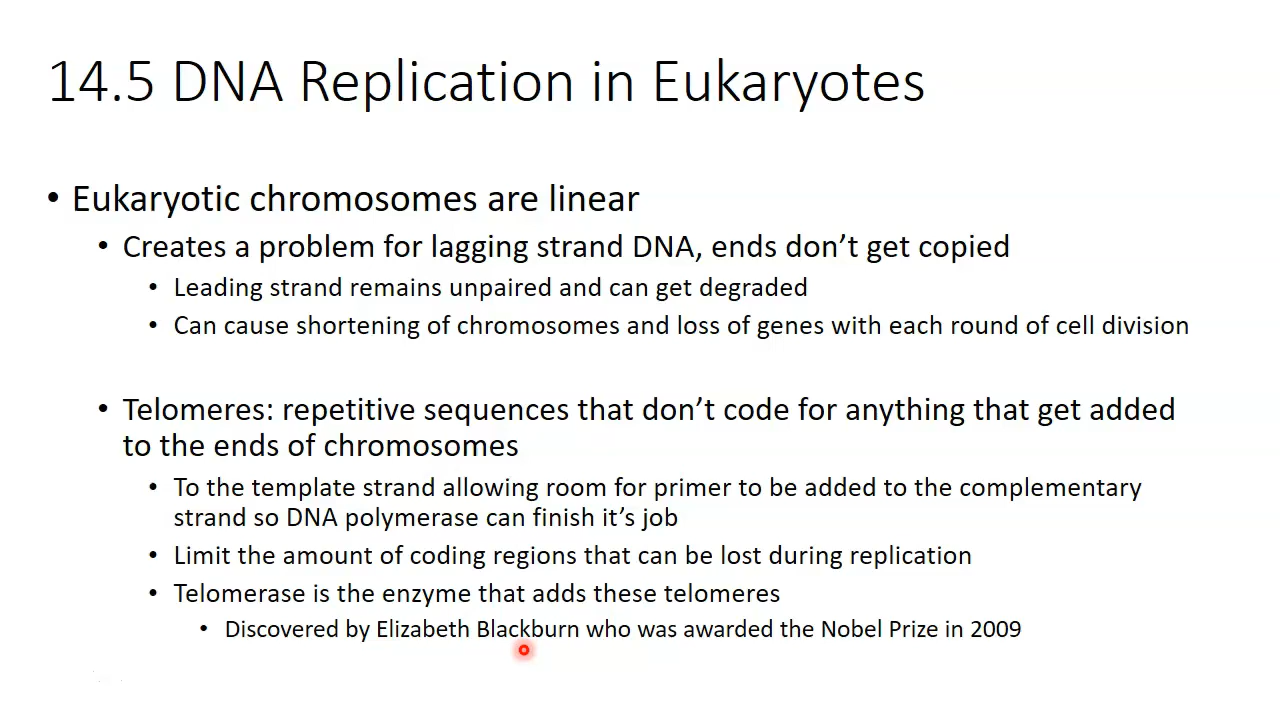 14.5 DNA Replication in Eukaryotes
• Eukaryotic chromosomes are linear
• Creates a problem for lagging strand DNA, ends don’t get copied
• Leading strand remains unpaired and can get degraded
• Can cause shortening of chromosomes and loss of genes with each round of cell division
• Telomeres: repetitive sequences that don’t code for anything that get added
to the ends of chromosomes
• To the template strand allowing room for primer to be added to the complementary
strand so DNA polymerase can finish it’s job
• Limit the amount of coding regions that can be lost during replication
• Telomerase is the enzyme that adds these telomeres
• Discovered by Elizabeth Blackburn who was awarded the Nobel Prize in 2009